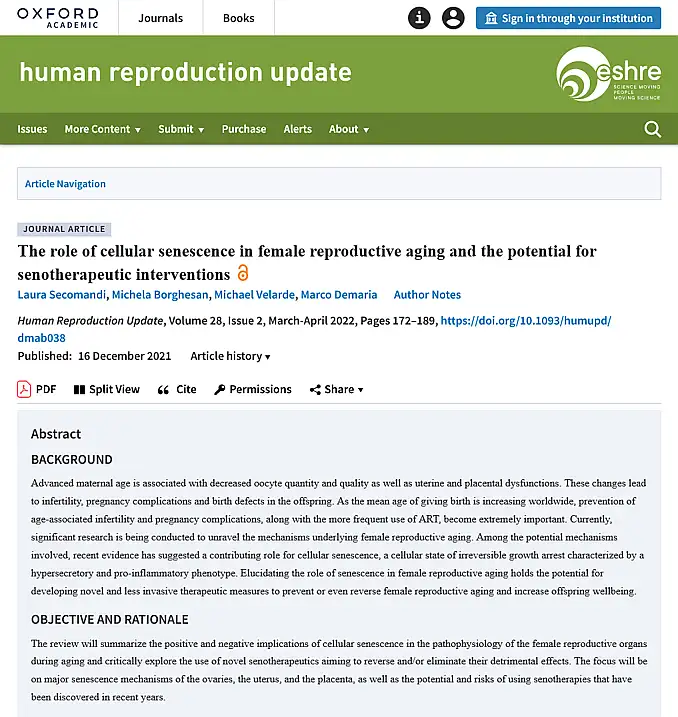 OXFORD
ACADEMIC
Journals
Books
Sign in through your institution
human reproduction update
eshre
SCIENCE MOVING
PEOPLE
MOVING SCIENCE
Issues More Content Submit Purchase Alerts About
Article Navigation
JOURNAL ARTICLE
The role of cellular senescence in female reproductive aging and the potential for
senotherapeutic interventions
Laura Secomandi, Michela Borghesan, Michael Velarde, Marco Demaria Author Notes
Human Reproduction Update, Volume 28, Issue 2, March-April 2022, Pages 172–189, https://doi.org/10.1093/humupd/
dmab038
Published: 16 December 2021 Article history
PDF Split View Cite Permissions Share
Abstract
BACKGROUND
Advanced maternal age is associated with decreased oocyte quantity and quality as well as uterine and placental dysfunctions. These changes lead
to infertility, pregnancy complications and birth defects in the offspring. As the mean age of giving birth is increasing worldwide, prevention of
age-associated infertility and pregnancy complications, along with the more frequent use of ART, become extremely important. Currently,
significant research is being conducted to unravel the mechanisms underlying female reproductive aging. Among the potential mechanisms
involved, recent evidence has suggested a contributing role for cellular senescence, a cellular state of irreversible growth arrest characterized by a
hypersecretory and pro-inflammatory phenotype. Elucidating the role of senescence in female reproductive aging holds the potential for
developing novel and less invasive therapeutic measures to prevent or even reverse female reproductive aging and increase offspring wellbeing.
OBJECTIVE AND RATIONALE
The review will summarize the positive and negative implications of cellular senescence in the pathophysiology of the female reproductive organs
during aging and critically explore the use of novel senotherapeutics aiming to reverse and/or eliminate their detrimental effects. The focus will be
on major senescence mechanisms of the ovaries, the uterus, and the placenta, as well as the potential and risks of using senotherapies that have
been discovered in recent years.